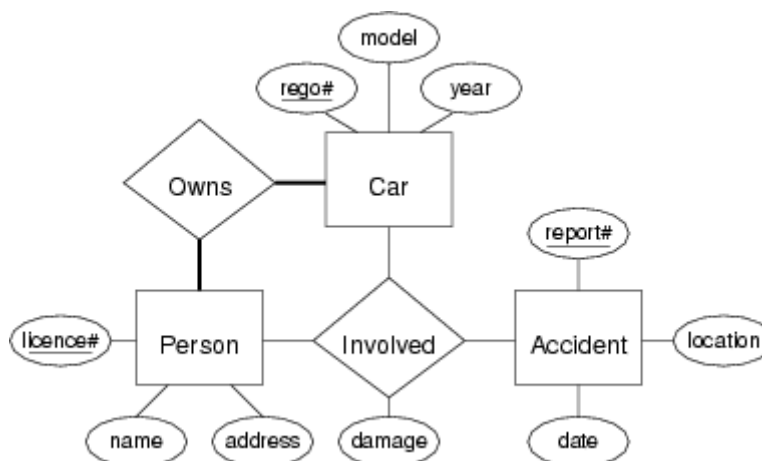 model
rego#
year
Owns
Car
report#
licence#
Person
Involved
Accident
location
name
address
damage
date